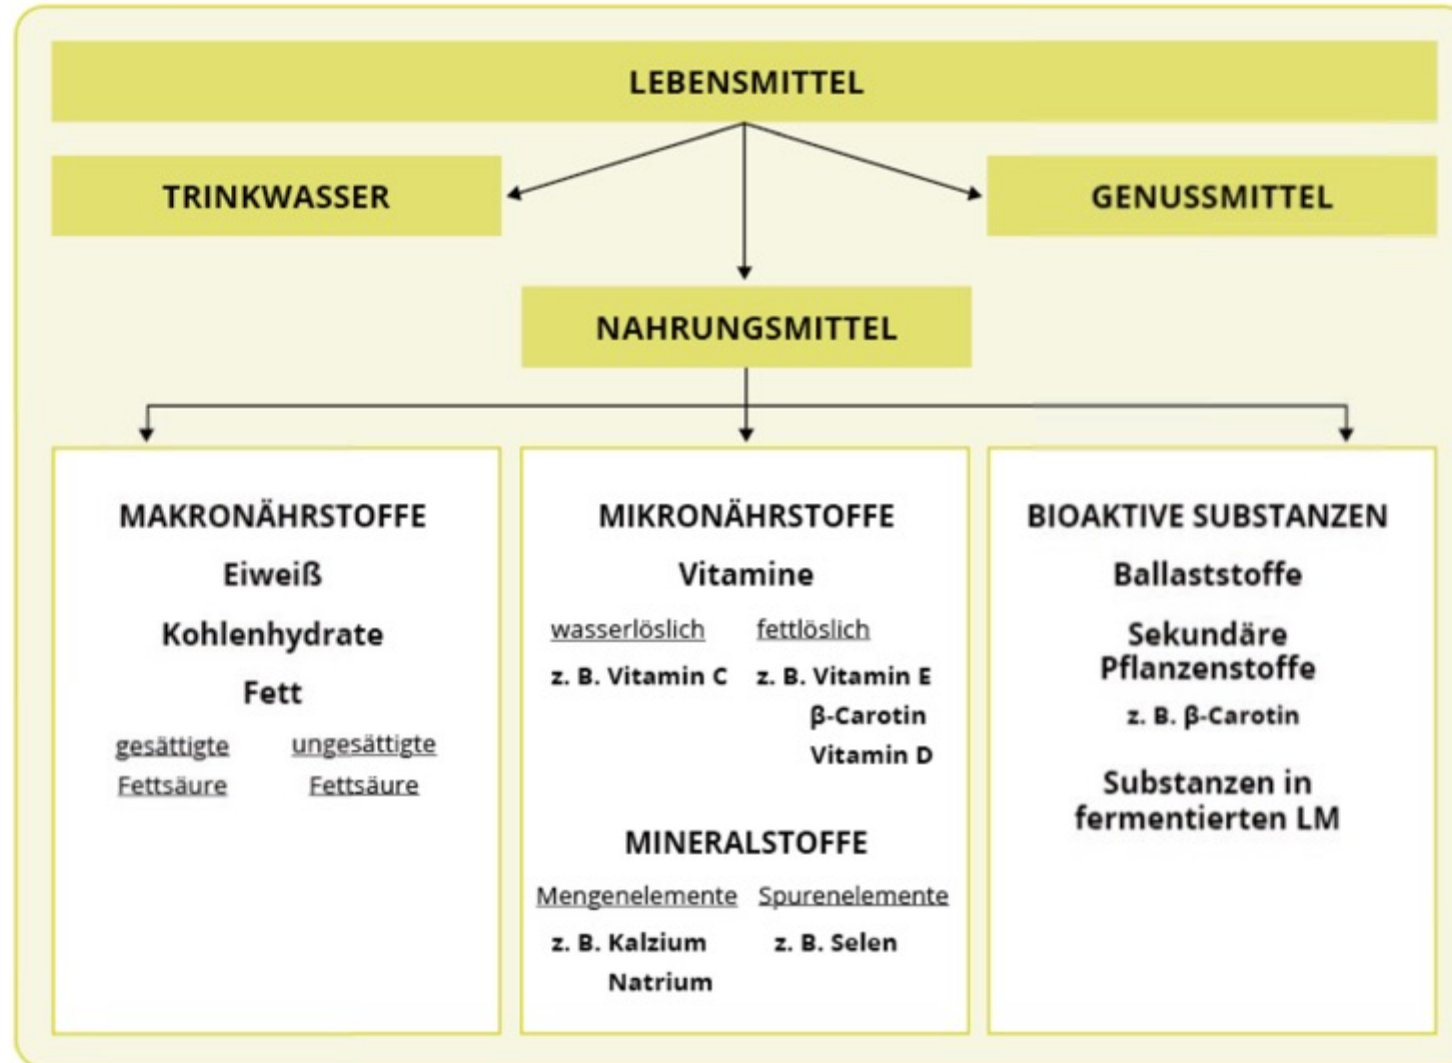 LEBENSMITTEL
TRINKWASSER
GENUSSMITTEL
NAHRUNGSMITTEL
MAKRONÄHRSTOFFE
Eiweiß
Kohlenhydrate
Fett
gesättigte ungesättigte
Fettsäure Fettsäure
MIKRONÄHRSTOFFE
Vitamine
wasserlöslich fettlöslich
z. B. Vitamin C z. B. Vitamin E
β-Carotin
Vitamin D
MINERALSTOFFE
Mengenelemente Spurenelemente
z. B. Kalzium z. B. Selen
Natrium
BIOAKTIVE SUBSTANZEN
Ballaststoffe
Sekundäre
Pflanzenstoffe
z. B. β-Carotin
Substanzen in
fermentierten LM